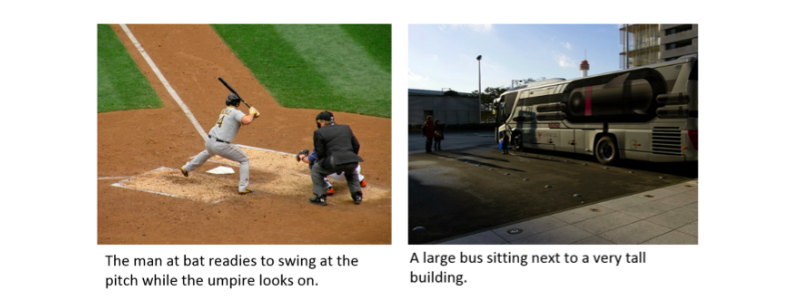 The man at bat readies to swing at the
pitch while the umpire looks on.
A large bus sitting next to a very tall
building.